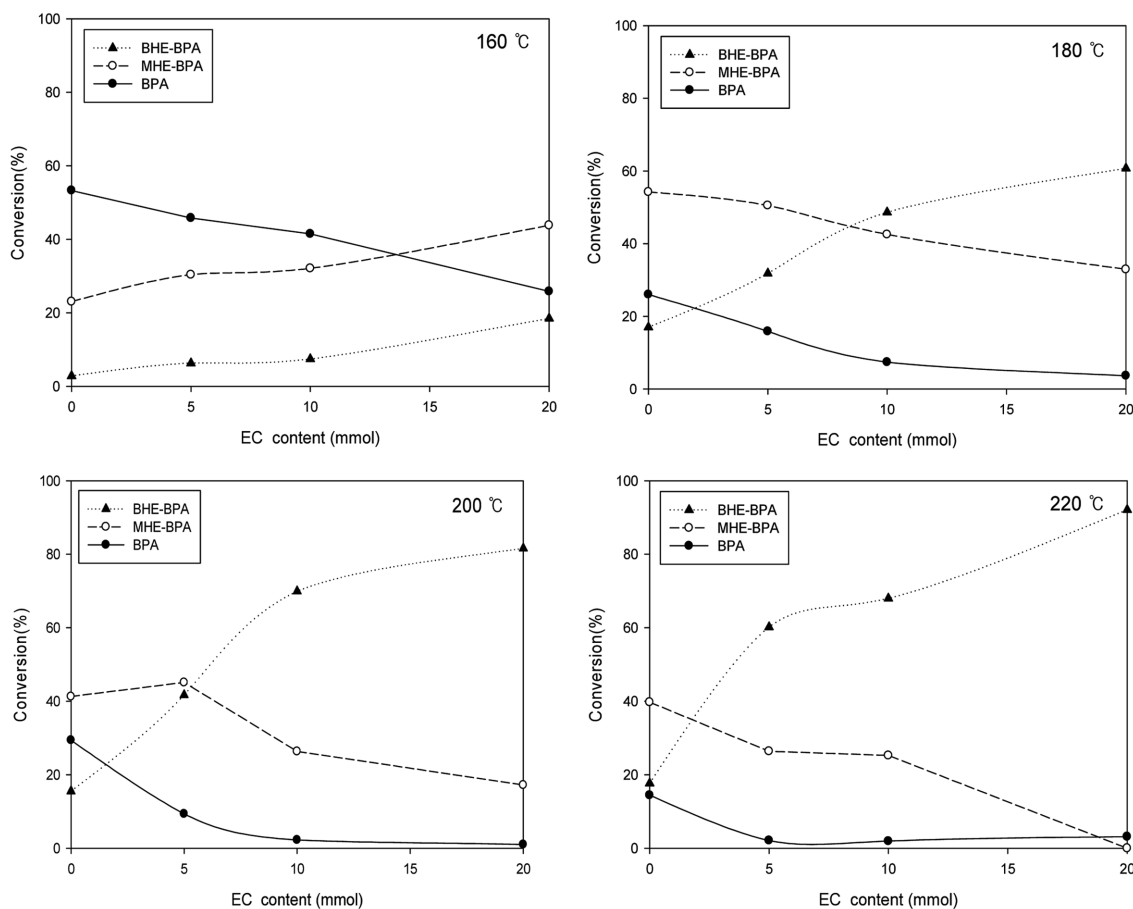 160 ℃
BHE-BPA
MHE-BPA
BPA
Conversion(%)
100
80
60
40
20
0
0 5 10 15 20
EC content (mmol)
180 ℃
BHE-BPA
MHE-BPA
BPA
Conversion(%)
100
80
60
40
20
0
0 5 10 15 20
EC content (mmol)
200 ℃
BHE-BPA
MHE-BPA
BPA
Conversion(%)
100
80
60
40
20
0
0 5 10 15 20
EC content (mmol)
220 ℃
BHE-BPA
MHE-BPA
BPA
Conversion(%)
100
80
60
40
20
0
0 5 10 15 20
EC content (mmol)